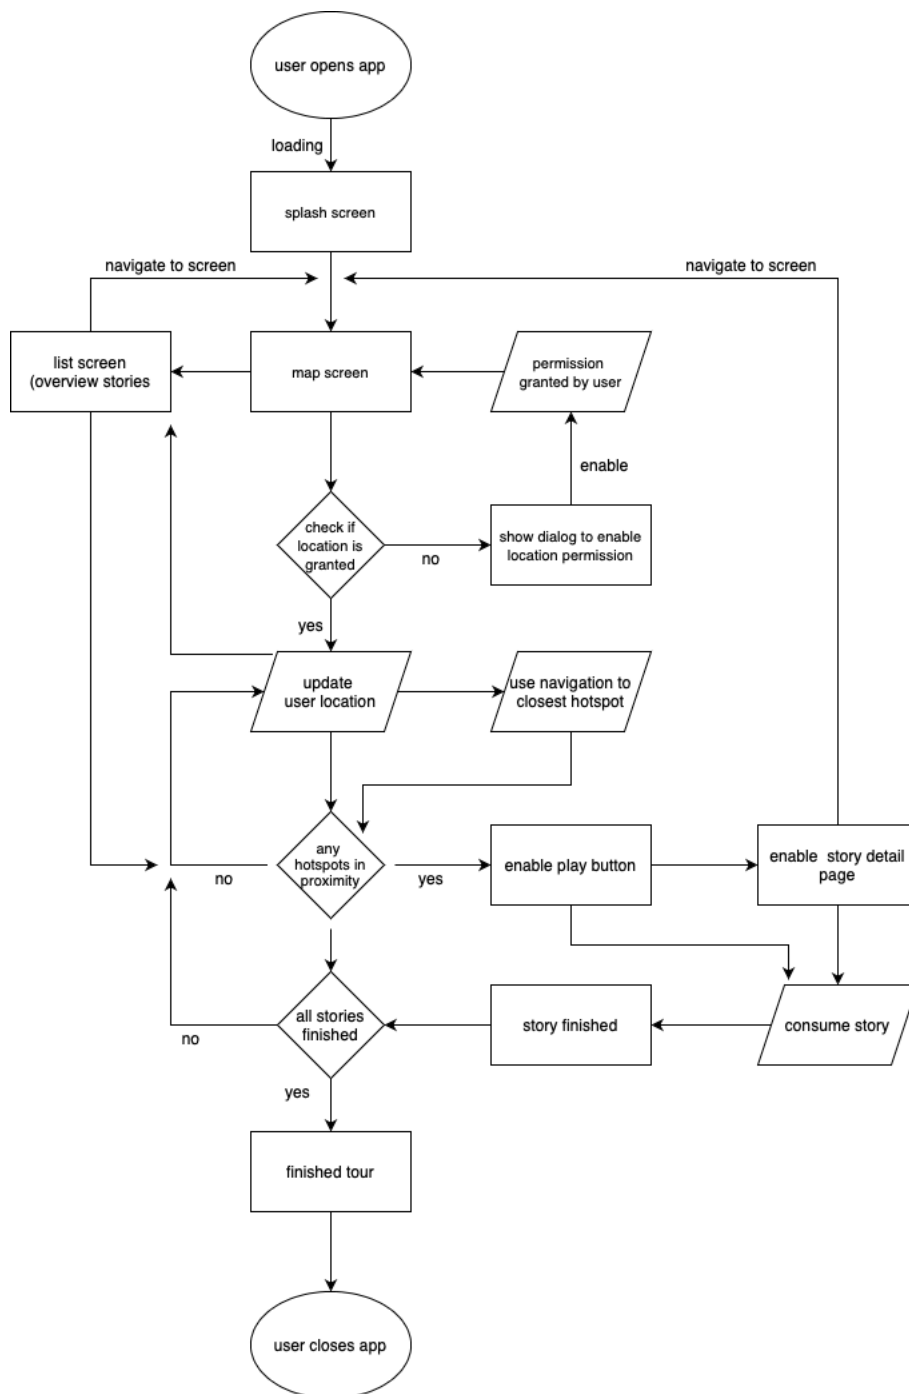 user opens app
loading
splash screen
navigate to screen
navigate to screen
list screen
(overview stories
map screen
permission
granted by user
enable
check if
location is
granted
no
show dialog to enable
location permission
yes
update
user location
use navigation to
closest hotspot
any
hotspots in
proximity
no
yes
enable play button
enable story detail
page
all stories
finished
no
story finished
consume story
yes
finished tour
user closes app